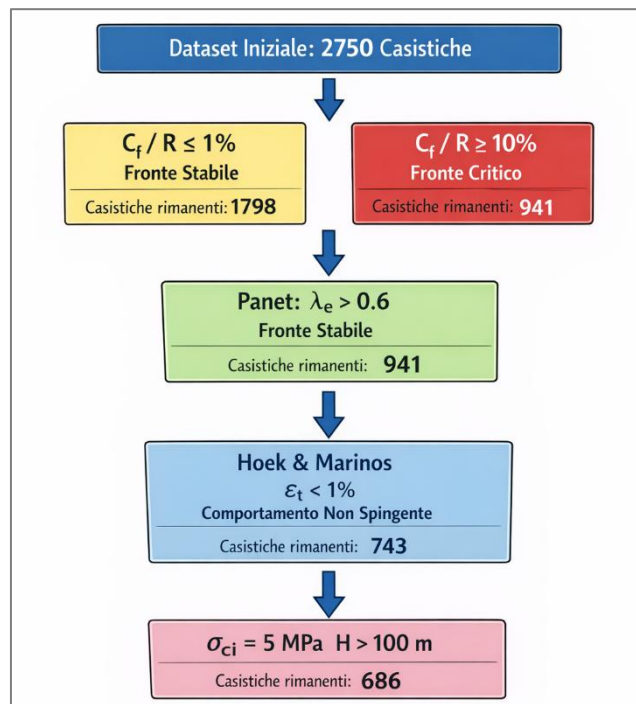 Dataset Iniziale: 2750 Casistiche
C_f / R ≤ 1%
Fronte Stabile
Casistiche rimanenti: 1798
C_f / R ≥ 10%
Fronte Critico
Casistiche rimanenti: 941
Panet: λ_e > 0.6
Fronte Stabile
Casistiche rimanenti: 941
Hoek & Marinos
ε_t < 1%
Comportamento Non Spingente
Casistiche rimanenti: 743
σ_ci = 5 MPa H > 100 m
Casistiche rimanenti: 686